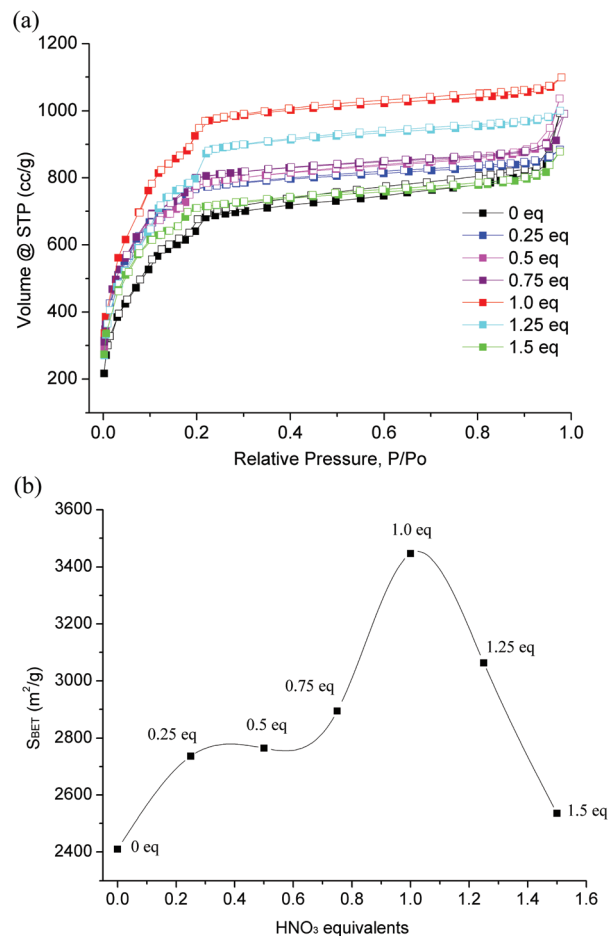 (a)
1200
1000
800
600
400
200
0.0 0.2 0.4 0.6 0.8 1.0
Volume @ STP (cc/g)
Relative Pressure, P/Po
0 eq
0.25 eq
0.5 eq
0.75 eq
1.0 eq
1.25 eq
1.5 eq
(b)
3600
3400
3200
3000
2800
2600
2400
0.0 0.2 0.4 0.6 0.8 1.0 1.2 1.4 1.6
SBET (m²/g)
HNO₃ equivalents
0 eq
0.25 eq
0.5 eq
0.75 eq
1.0 eq
1.25 eq
1.5 eq